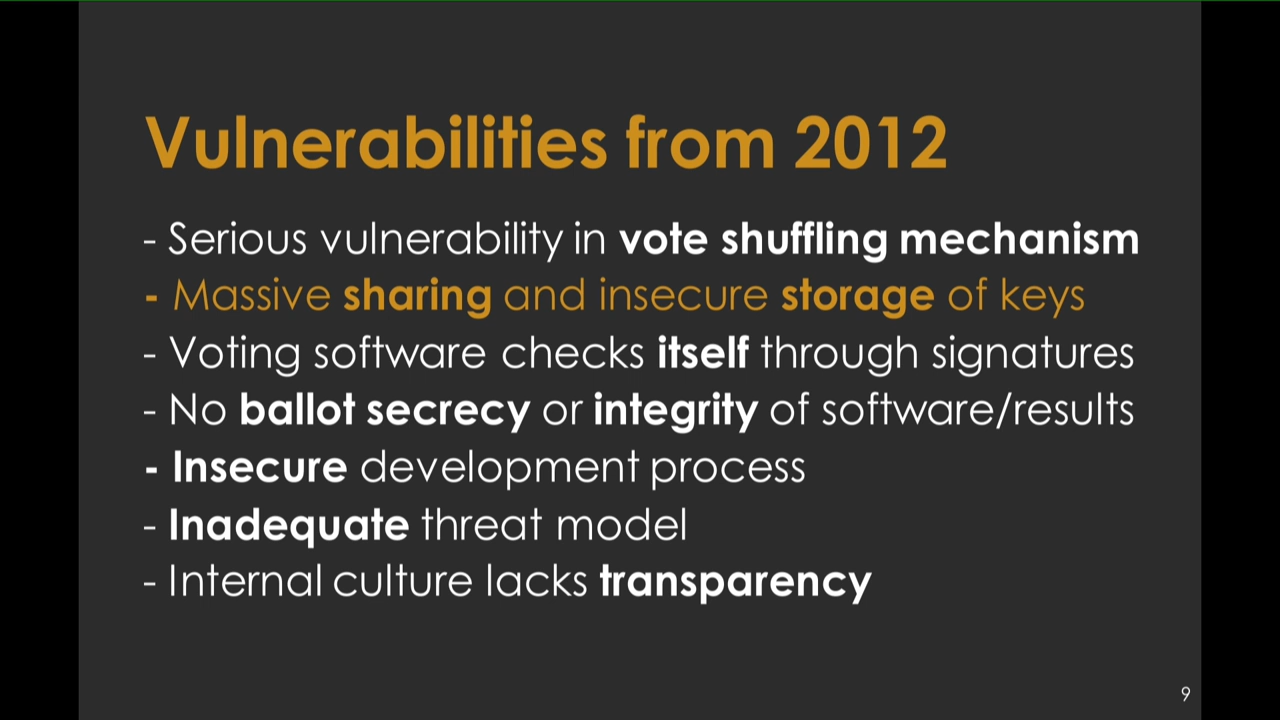 Vulnerabilities from 2012
- Serious vulnerability in vote shuffling mechanism
- Massive sharing and insecure storage of keys
- Voting software checks itself through signatures
- No ballot secrecy or integrity of software/results
- Insecure development process
- Inadequate threat model
- Internal culture lacks transparency
9